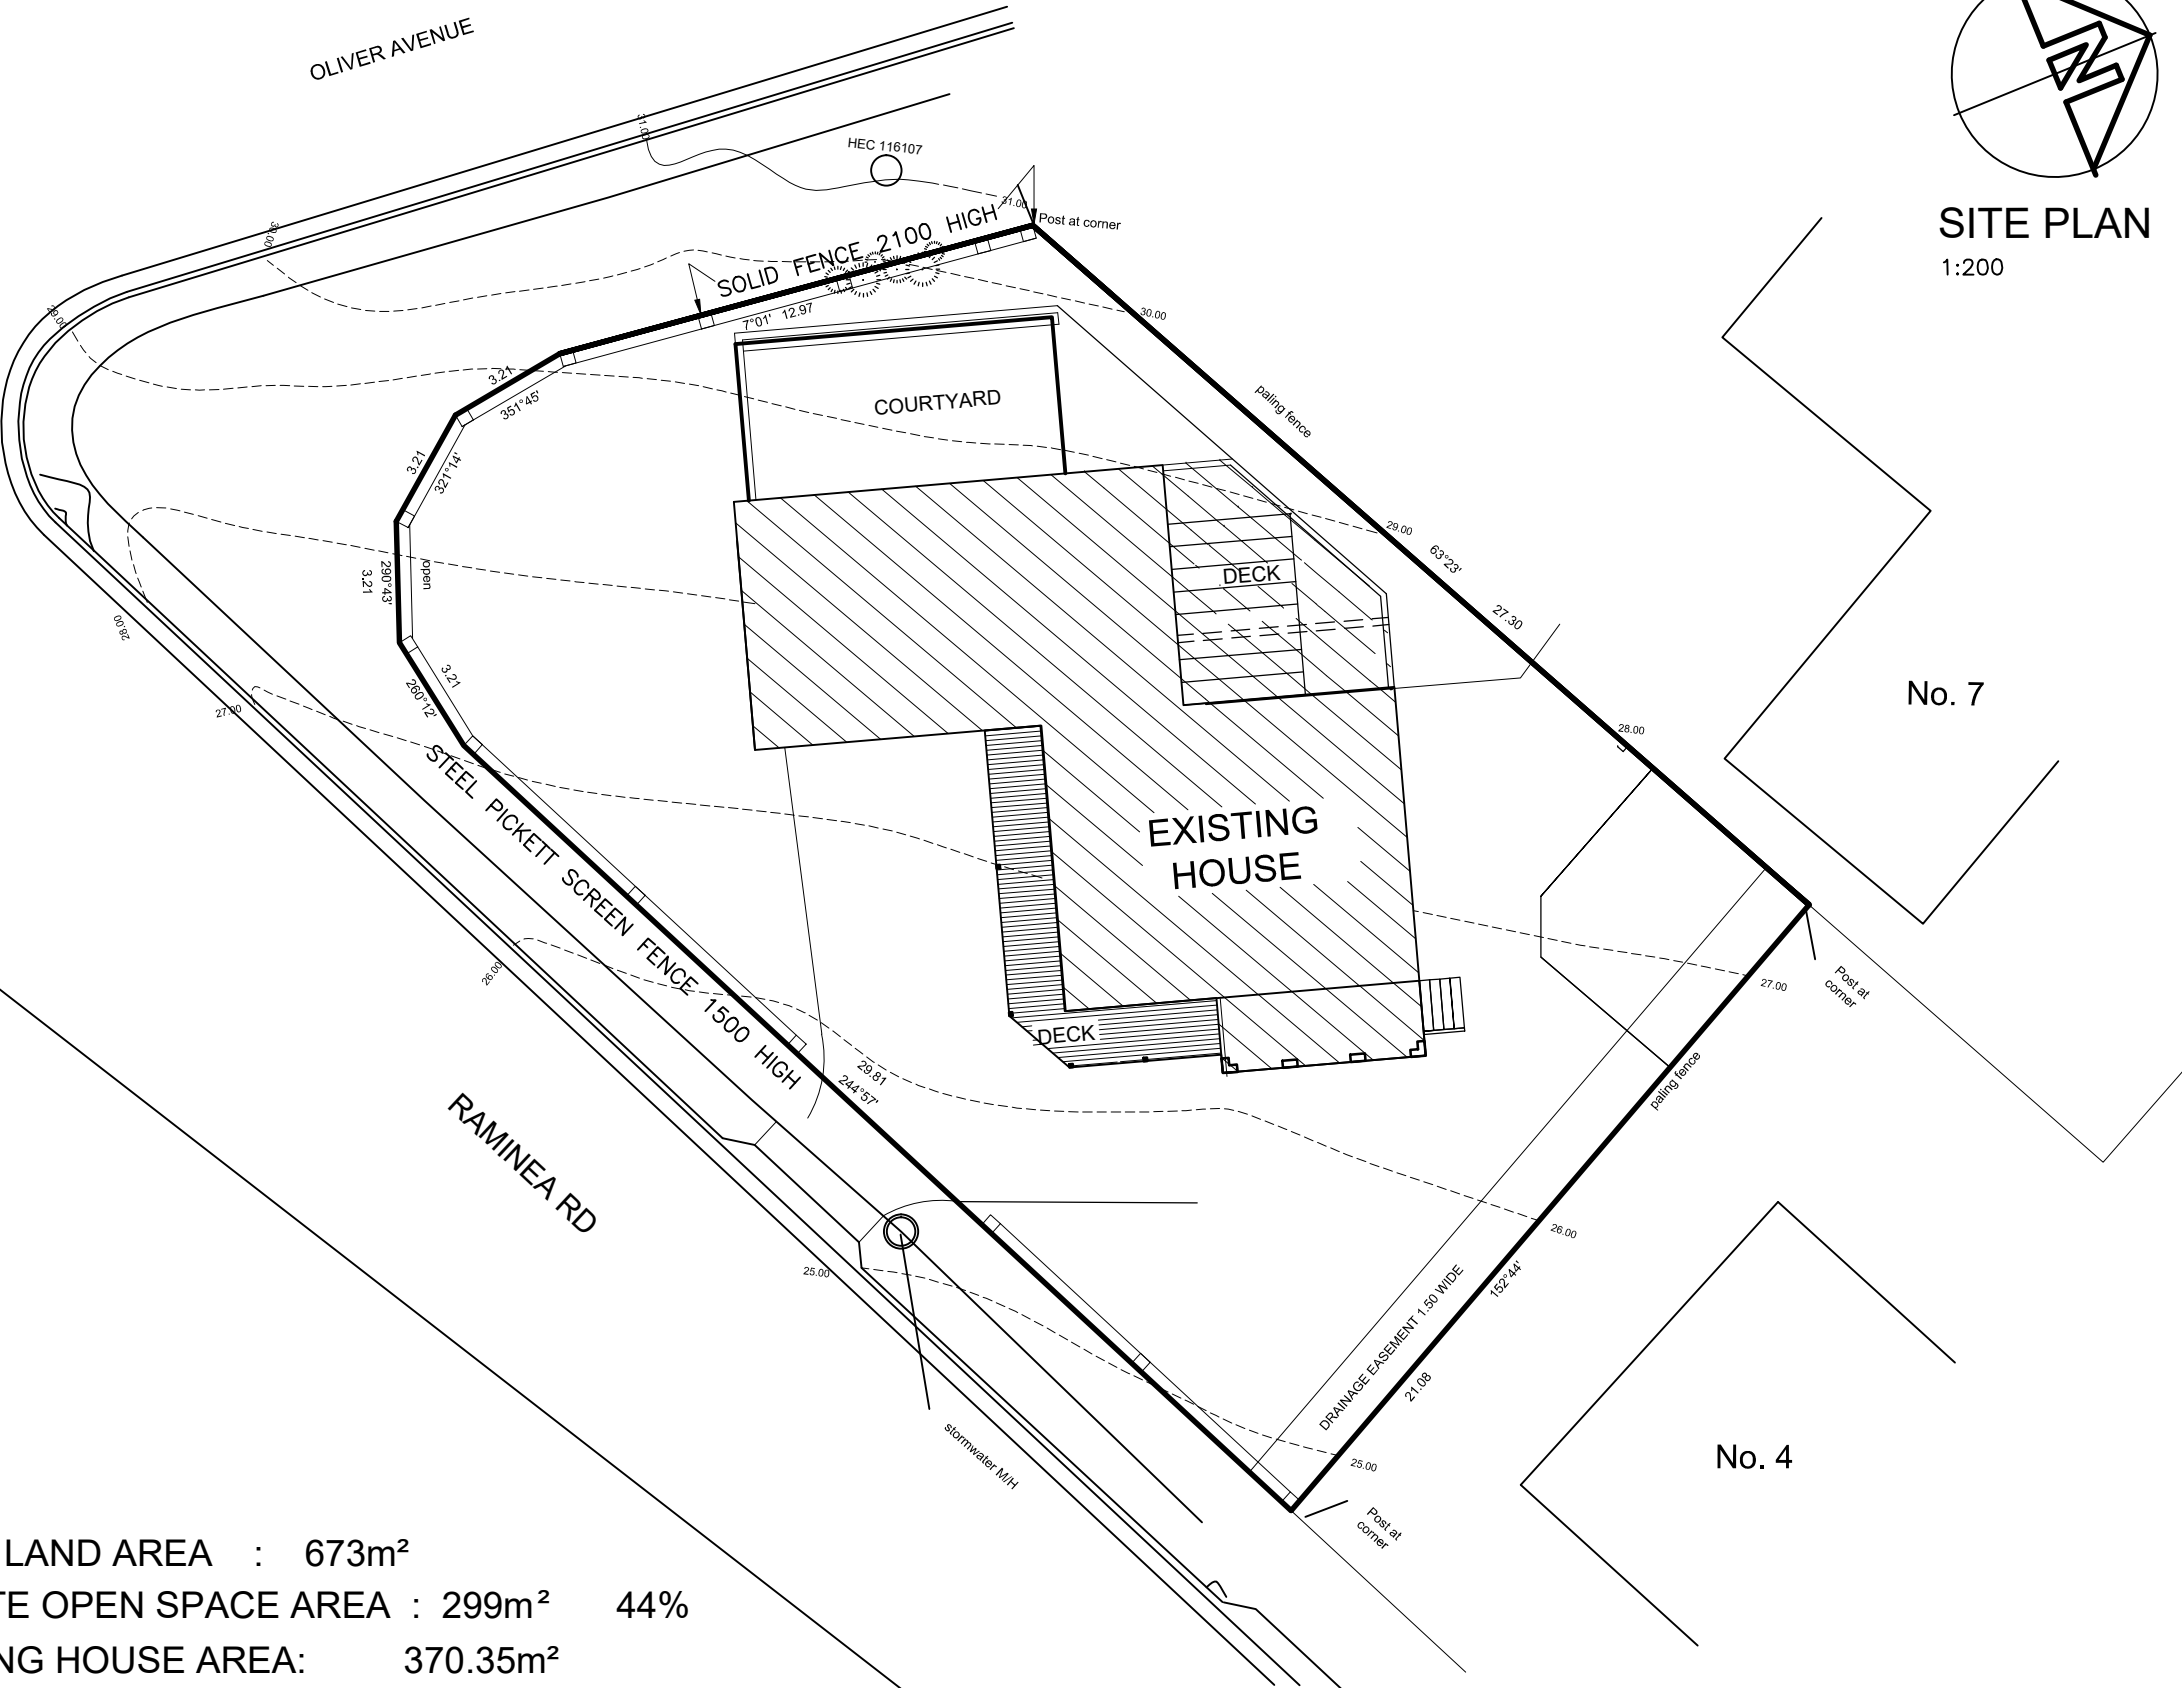 OLIVER AVENUE
N
SITE PLAN
1:200
31.00
HEC 116107
31.00
Post at corner
SOLID FENCE 2100 HIGH
30.00
29.00
7°01' 12.97
30.00
3.21
351°45'
COURTYARD
paling fence
3.21
321°14'
29.00
63°23'
open
290°43'
3.21
DECK
27.30
28.00
3.21
260°12'
27.00
28.00
No. 7
STEEL PICKETT SCREEN FENCE 1500 HIGH
EXISTING
HOUSE
26.00
27.00
Post at
corner
DECK
29.81
244°57'
paling fence
RAMINEA RD
26.00
25.00
152°44'
DRAINAGE EASEMENT 1.50 WIDE
21.08
stormwater M/H
25.00
No. 4
Post at
corner
LAND AREA : 673m²
TE OPEN SPACE AREA : 299m² 44%
NG HOUSE AREA: 370.35m²